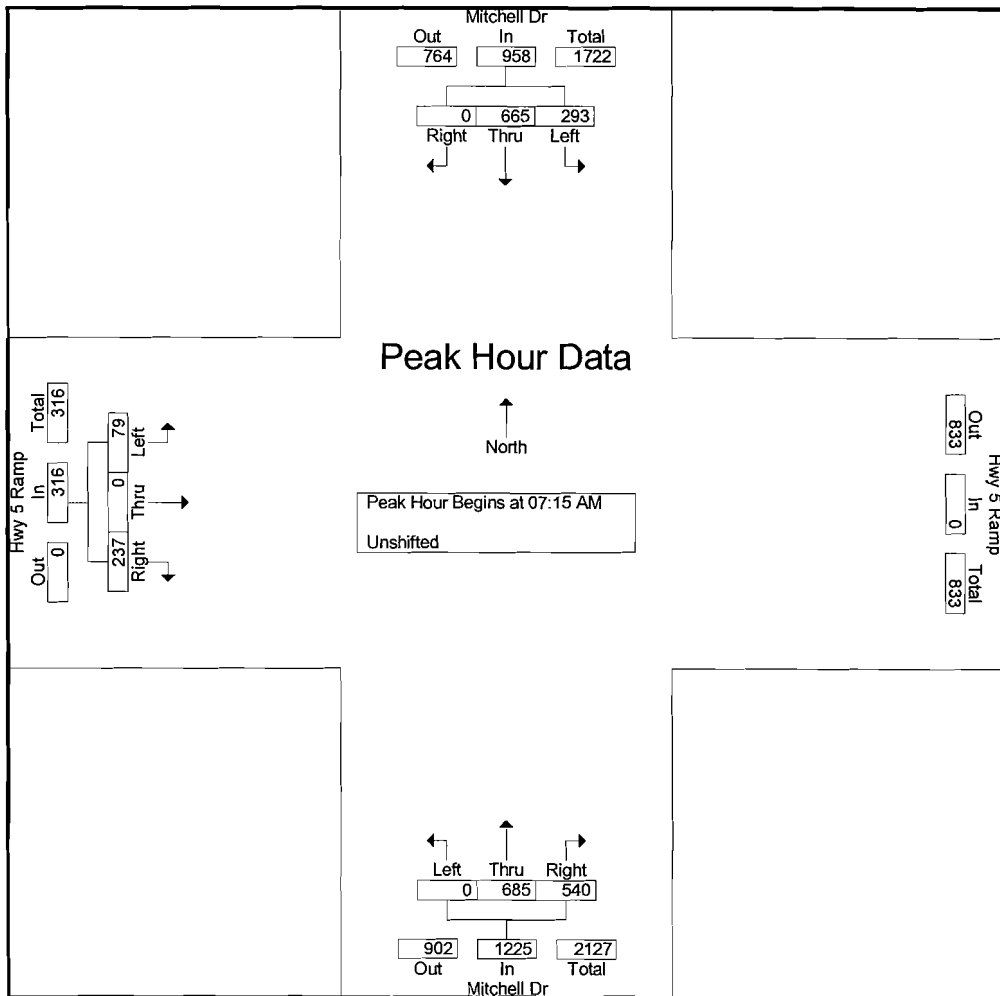 Mitchell Dr
Out In Total
764 958 1722
0 665 293
Right Thru Left
Peak Hour Data
North
Peak Hour Begins at 07:15 AM
Unshifted
Hwy 5 Ramp
Out In Total
0 316 316
Right Thru Left
237 0 79
Hwy 5 Ramp
Out In Total
833 0 833
Left Thru Right
0 685 540
902 1225 2127
Out In Total
Mitchell Dr